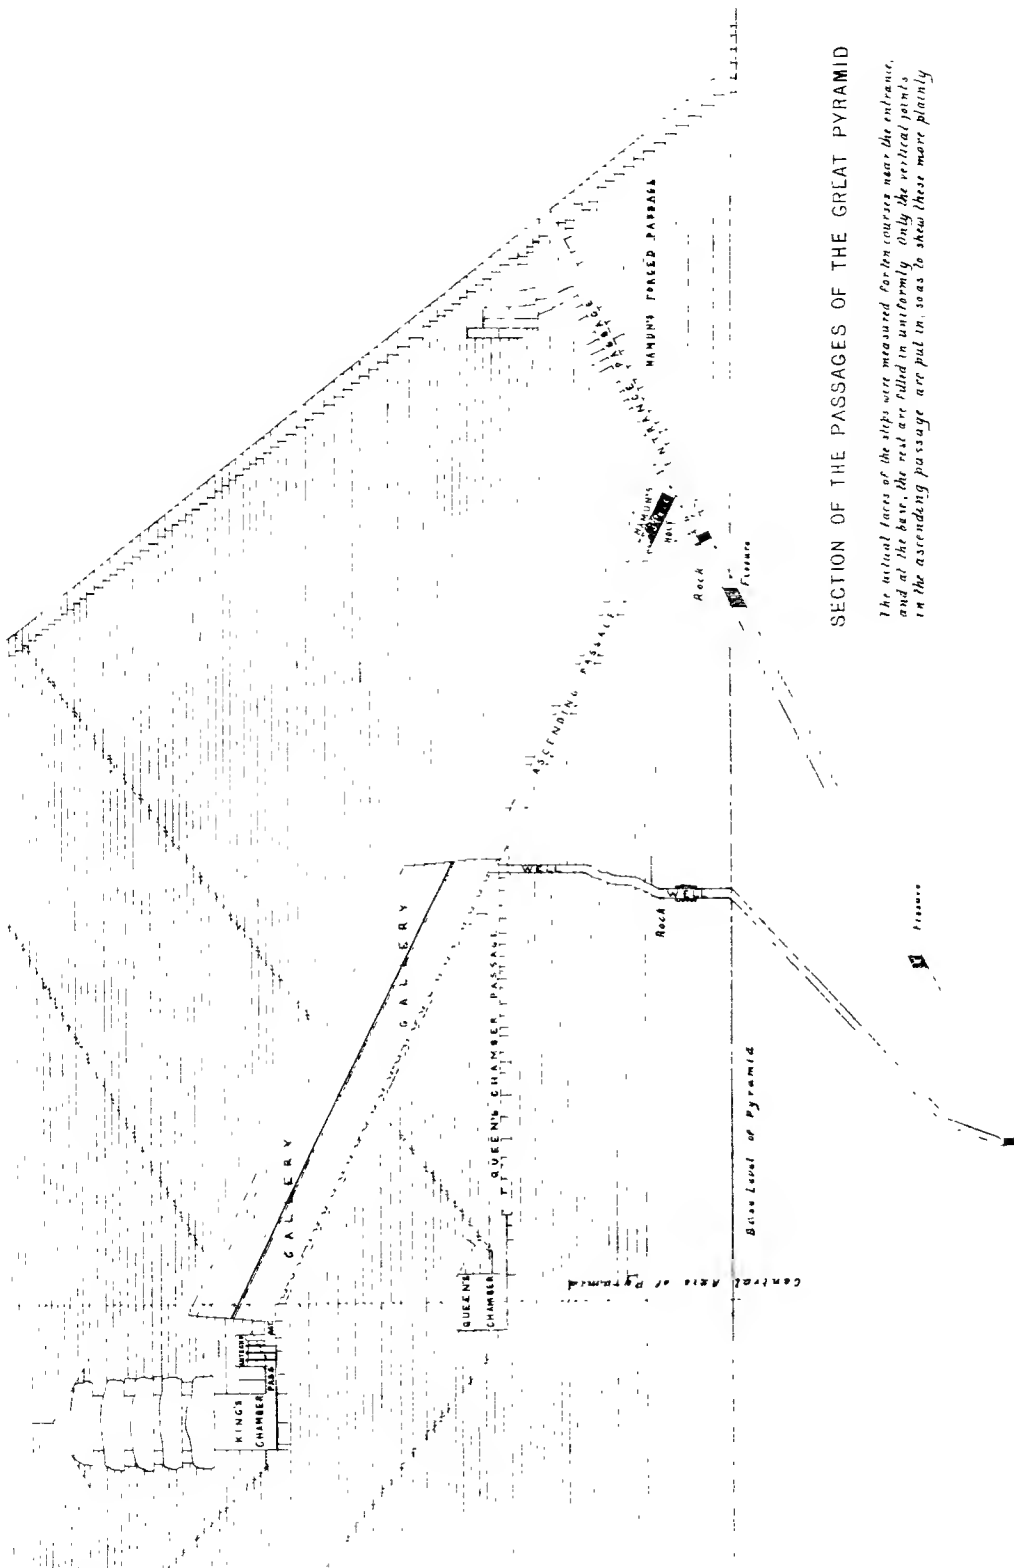 SECTION OF THE PASSAGES OF THE GREAT PYRAMID
The actual faces of the steps were measured for ten courses near the entrance,
and at the base, the rest are filled in uniformly Only the vertical joints
in the ascending passage are put in, so as to shew these more plainly
MAMUN'S FORCED PASSAGE
ENTRANCE PASSAGE
MAMUN'S
HOLE
Rock
Fissure
ASCENDING PASSAGE
WELL
WELL
Rock
Fissure
GALLERY
GALLERY
QUEEN'S CHAMBER PASSAGE
QUEEN'S
CHAMBER
Base Level of Pyramid
Central Axis of Pyramid
PASS
KING'S
CHAMBER